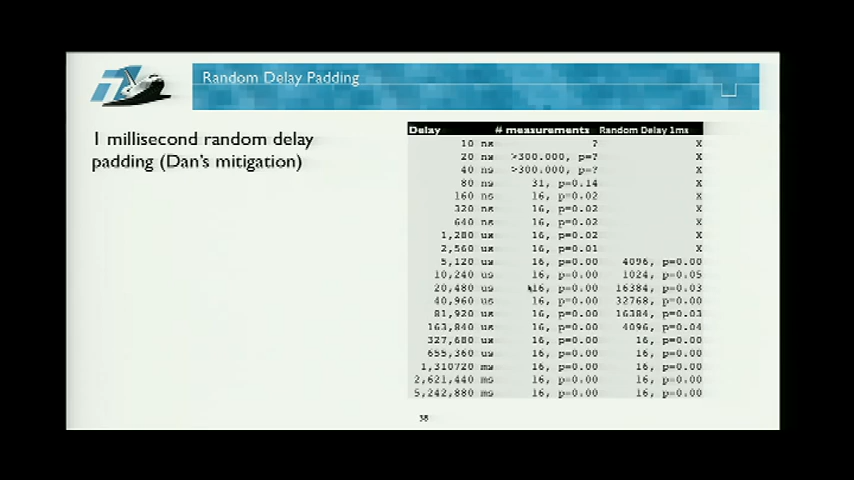 Random Delay Padding
1 millisecond random delay
padding (Dan's mitigation)
Delay # measurements Random Delay 1ms
10 ns ? X
20 ns >300.000, p=? X
40 ns >300.000, p=? X
80 ns 31, p=0.14 X
160 ns 16, p=0.02 X
320 ns 16, p=0.02 X
640 ns 16, p=0.02 X
1,280 us 16, p=0.02 X
2,560 us 16, p=0.01 X
5,120 us 16, p=0.00 4096, p=0.00
10,240 us 16, p=0.00 1024, p=0.05
20,480 us 16, p=0.00 16384, p=0.03
40,960 us 16, p=0.00 32768, p=0.00
81,920 us 16, p=0.00 16384, p=0.03
163,840 us 16, p=0.00 4096, p=0.04
327,680 us 16, p=0.00 16, p=0.00
655,360 us 16, p=0.00 16, p=0.00
1,310720 ms 16, p=0.00 16, p=0.00
2,621,440 ms 16, p=0.00 16, p=0.00
5,242,880 ms 16, p=0.00 16, p=0.00
38